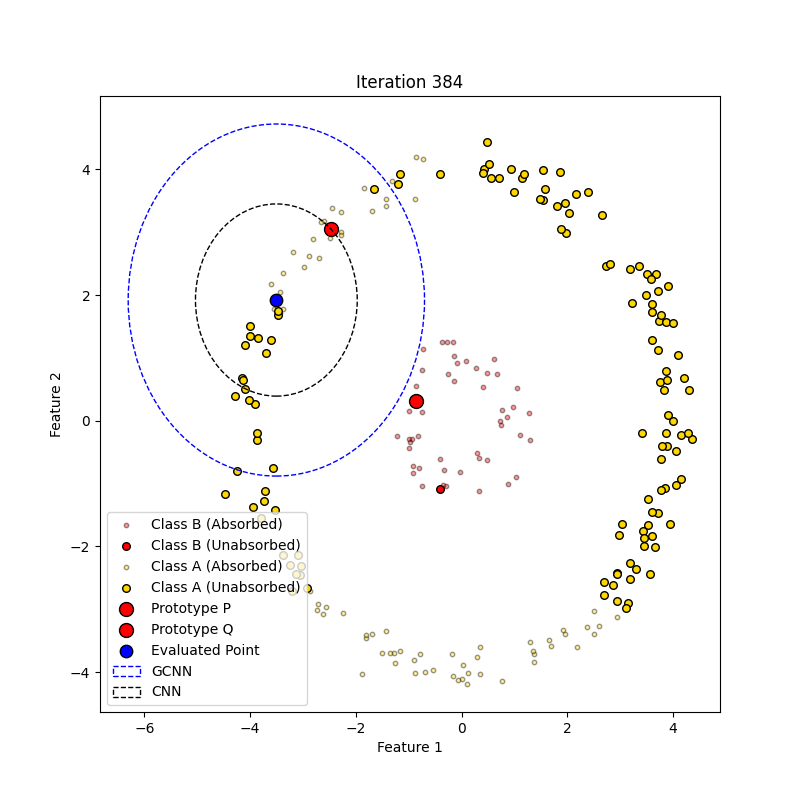 Iteration 384
Feature 2
4
2
0
−2
−4
Class B (Absorbed)
Class B (Unabsorbed)
Class A (Absorbed)
Class A (Unabsorbed)
Prototype P
Prototype Q
Evaluated Point
GCNN
CNN
−6
−4
−2
0
2
4
Feature 1